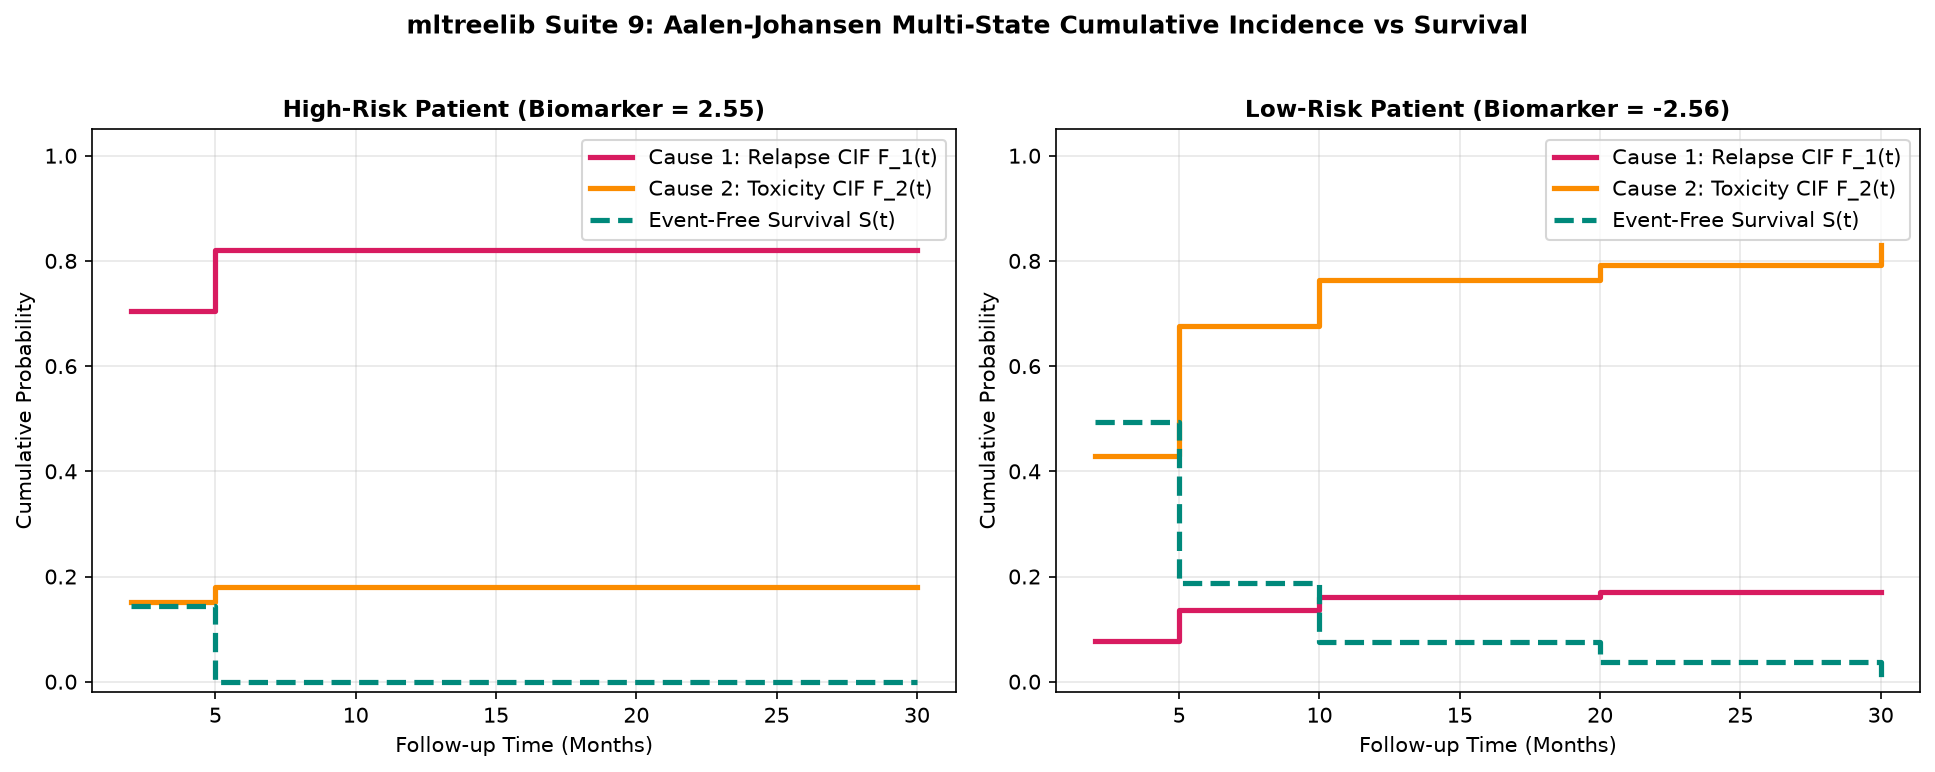 mltreelib Suite 9: Aalen-Johansen Multi-State Cumulative Incidence vs Survival
High-Risk Patient (Biomarker = 2.55)
Cumulative Probability
1.0
0.8
0.6
0.4
0.2
0.0
Cause 1: Relapse CIF F_1(t)
Cause 2: Toxicity CIF F_2(t)
Event-Free Survival S(t)
5 10 15 20 25 30
Follow-up Time (Months)
Low-Risk Patient (Biomarker = -2.56)
Cumulative Probability
1.0
0.8
0.6
0.4
0.2
0.0
Cause 1: Relapse CIF F_1(t)
Cause 2: Toxicity CIF F_2(t)
Event-Free Survival S(t)
5 10 15 20 25 30
Follow-up Time (Months)